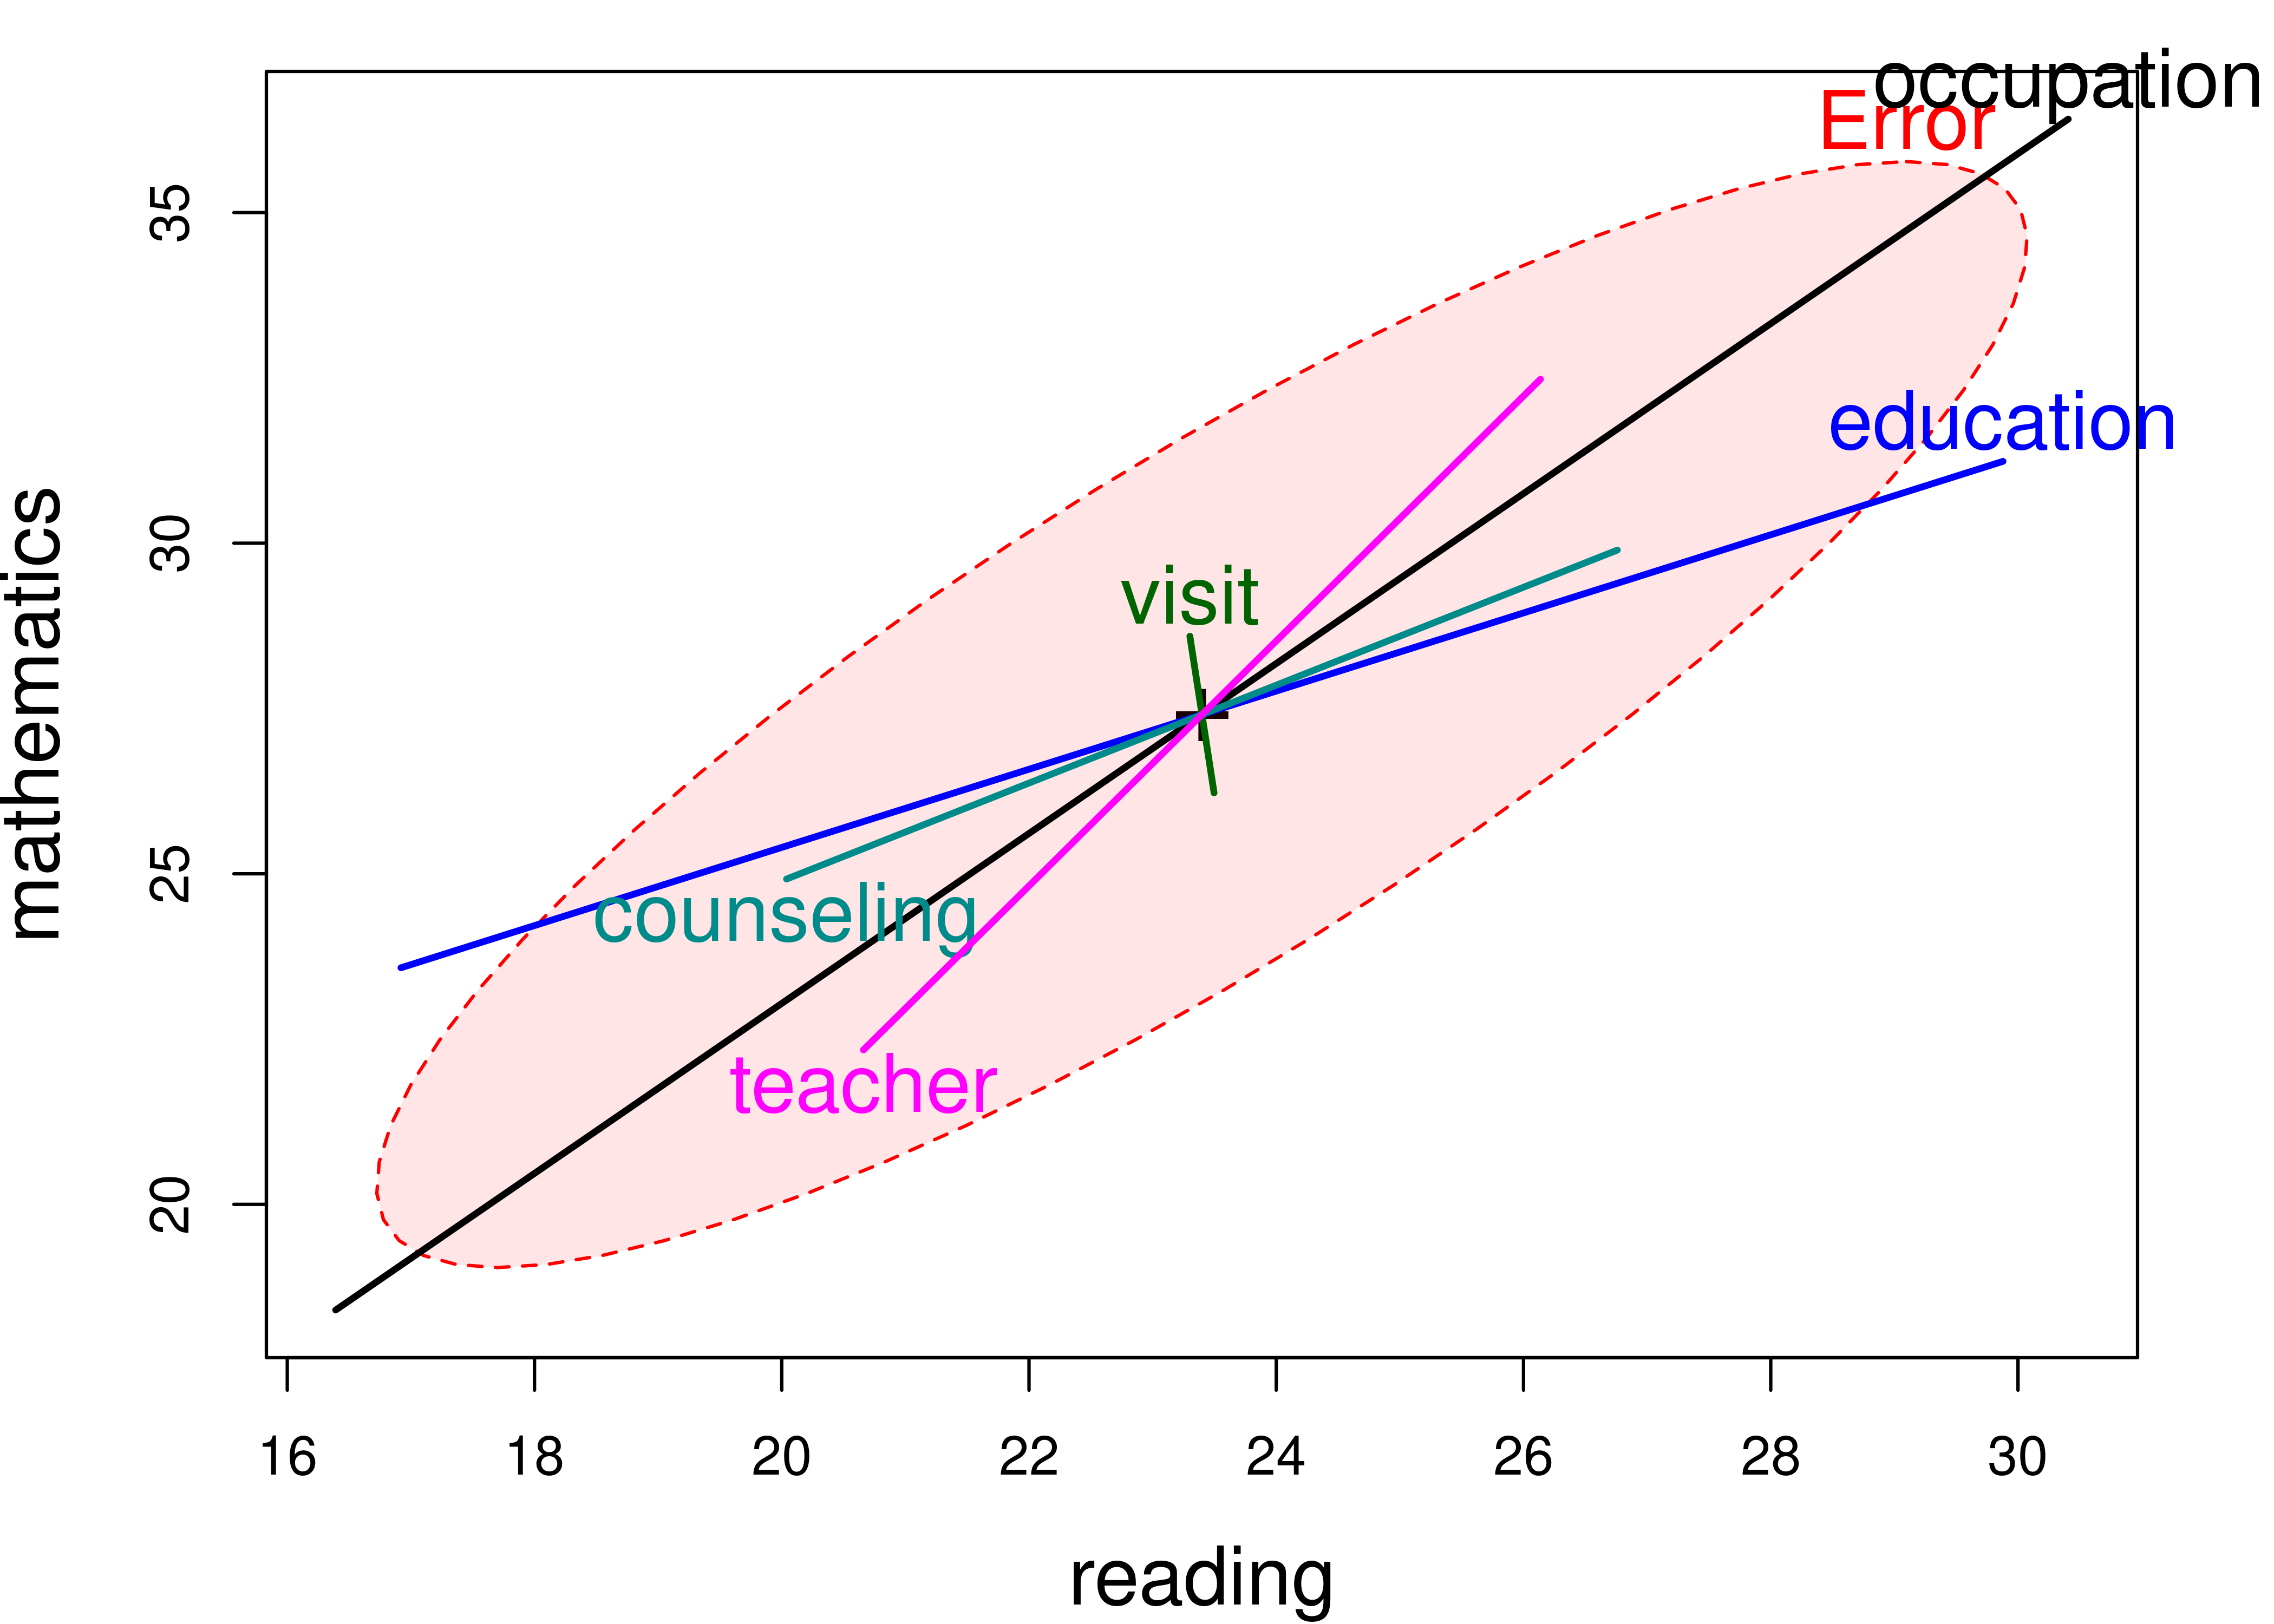 occupation
Error
education
visit
counseling
teacher
mathematics
35
30
25
20
16 18 20 22 24 26 28 30
reading